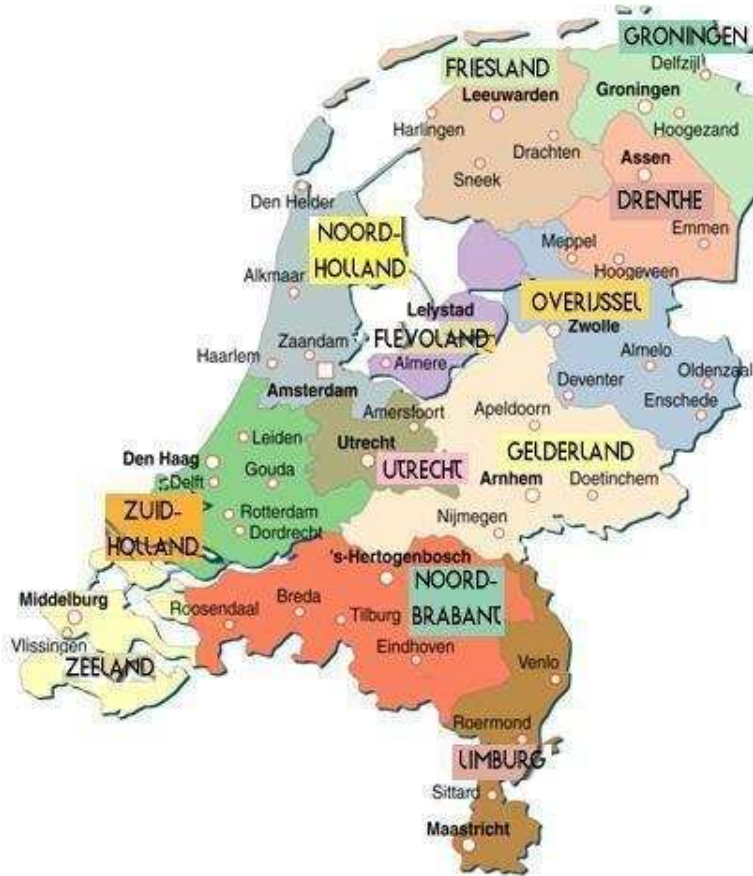 GRONINGEN
Delfzijl
FRIESLAND
Leeuwarden
Groningen
Harlingen
Hoogezand
Drachten
Assen
Sneek
DRENTHE
Den Helder
NOORD-
HOLLAND
Meppel
Emmen
Hoogeveen
Alkmaar
Lelystad
OVERIJSSEL
Zwolle
FLEVOLAND
Zaandam
Haarlem
Almere
Almelo
Oldenzaal
Amsterdam
Deventer
Enschede
Amersfoort
Apeldoorn
Leiden
Utrecht
GELDERLAND
Den Haag
Gouda
UTRECHT
Arnhem
Doetinchem
Delft
ZUID-
HOLLAND
Rotterdam
Dordrecht
Nijmegen
's-Hertogenbosch
NOORD-
BRABANT
Middelburg
Roosendaal
Breda
Tilburg
Vlissingen
ZEELAND
Eindhoven
Venlo
Roermond
LIMBURG
Sittard
Maastricht